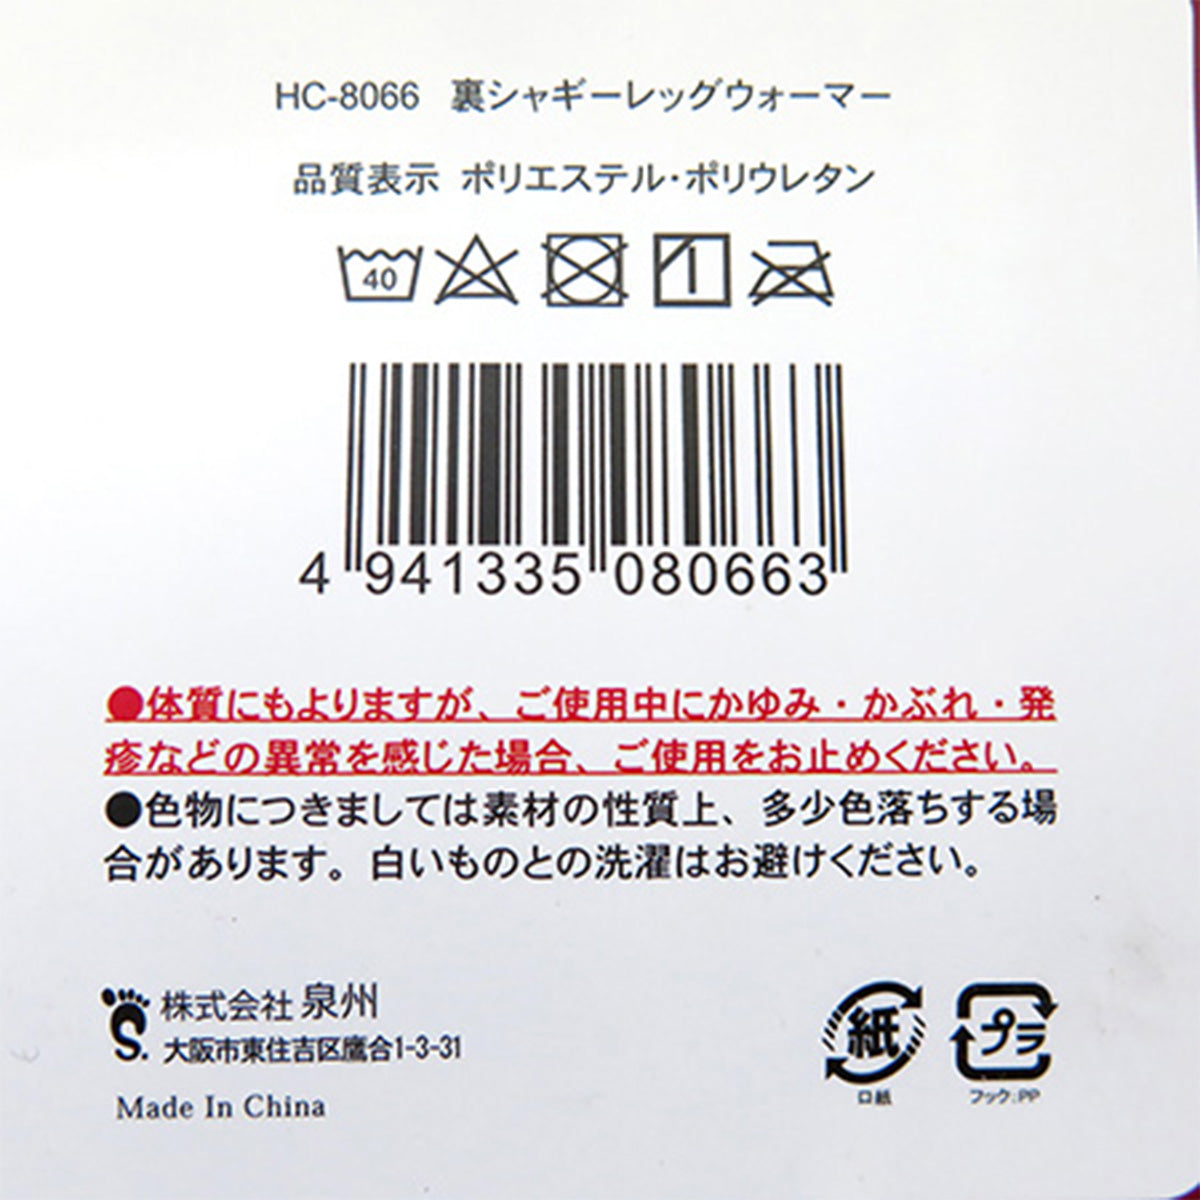 HC-8066 裏シャギーレッグウォーマー
品質表示 ポリエステル・ポリウレタン
40
4 941335 080663
●体質にもよりますが、ご使用中にかゆみ・かぶれ・発
疹などの異常を感じた場合、ご使用をお止めください。
●色物につきましては素材の性質上、多少色落ちする場
合があります。白いものとの洗濯はお避けください。
S. 株式会社 泉州
大阪市東住吉区鷹合1-3-31
Made In China
紙
口紙
プラ
フック:PP